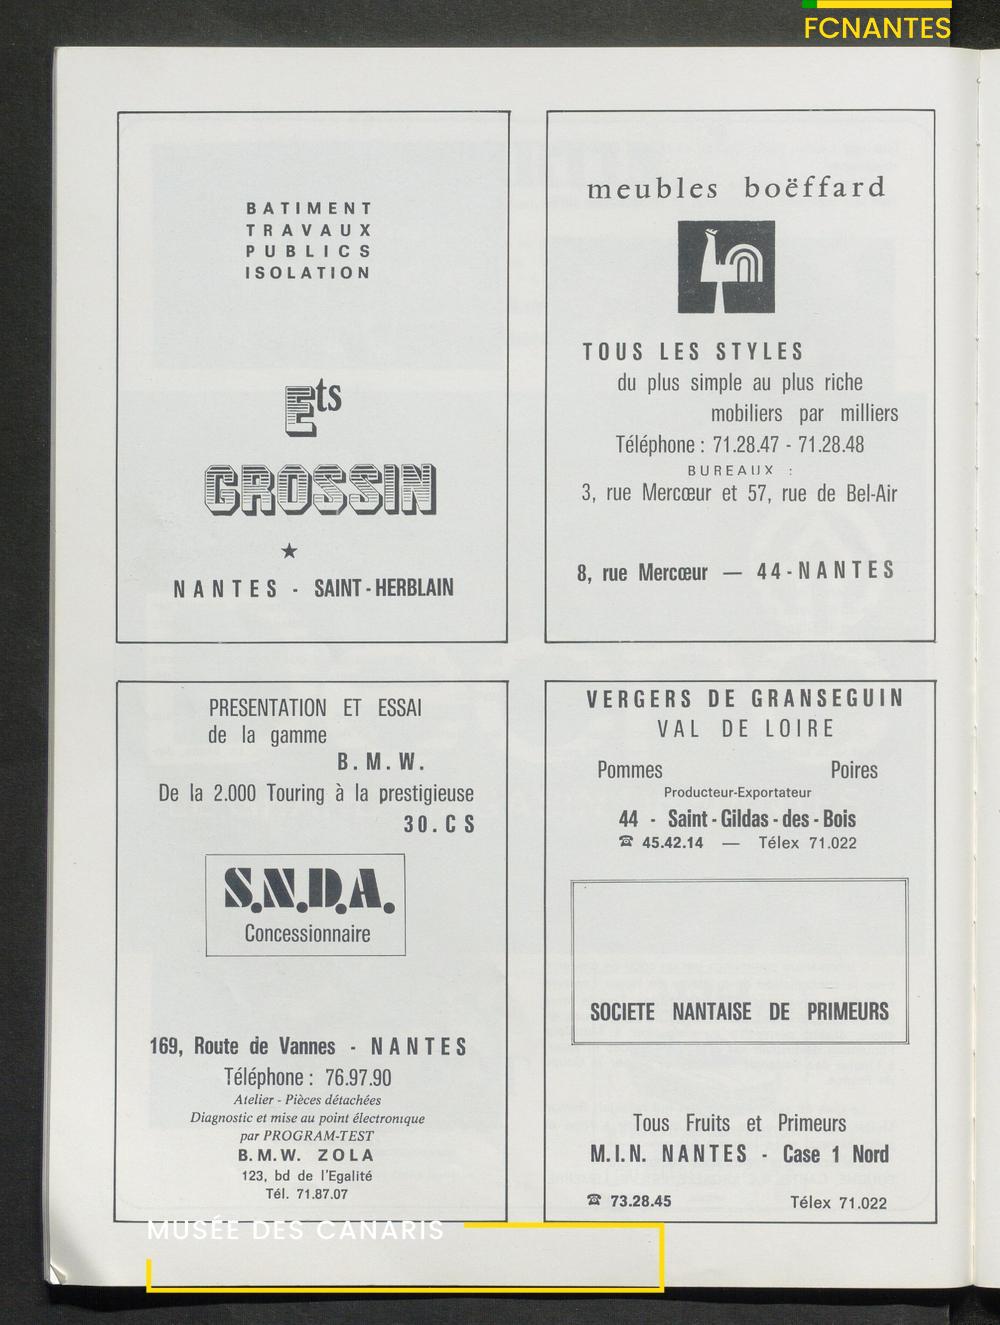 FCNANTES
BATIMENT
TRAVAUX
PUBLICS
ISOLATION
Ets
GROSSIN
★
NANTES - SAINT-HERBLAIN
meubles boëffard
TOUS LES STYLES
du plus simple au plus riche
mobiliers par milliers
Téléphone : 71.28.47 - 71.28.48
BUREAUX :
3, rue Mercœur et 57, rue de Bel-Air
8, rue Mercœur — 44-NANTES
PRESENTATION ET ESSAI
de la gamme
B.M.W.
De la 2.000 Touring à la prestigieuse
30.CS
S.N.D.A.
Concessionnaire
169, Route de Vannes - NANTES
Téléphone : 76.97.90
Atelier - Pièces détachées
Diagnostic et mise au point électronique
par PROGRAM-TEST
B.M.W. ZOLA
123, bd de l'Egalité
Tél. 71.87.07
VERGERS DE GRANSEGUIN
VAL DE LOIRE
Pommes Poires
Producteur-Exportateur
44 - Saint-Gildas-des-Bois
☎ 45.42.14 — Télex 71.022
SOCIETE NANTAISE DE PRIMEURS
Tous Fruits et Primeurs
M.I.N. NANTES - Case 1 Nord
☎ 73.28.45 Télex 71.022
MUSÉE DES CANARIS